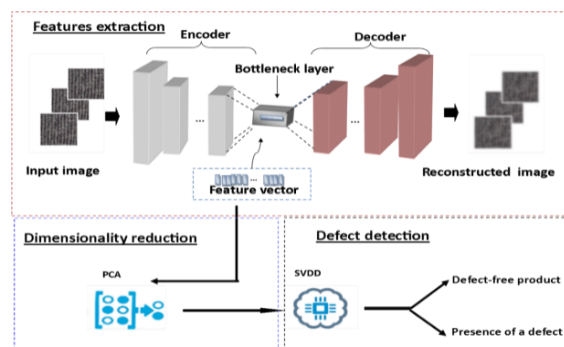 Features extraction
Encoder
Decoder
Bottleneck layer
...
...
Input image
Reconstructed image
...
Feature vector
Dimensionality reduction
Defect detection
PCA
SVDD
Defect-free product
Presence of a defect